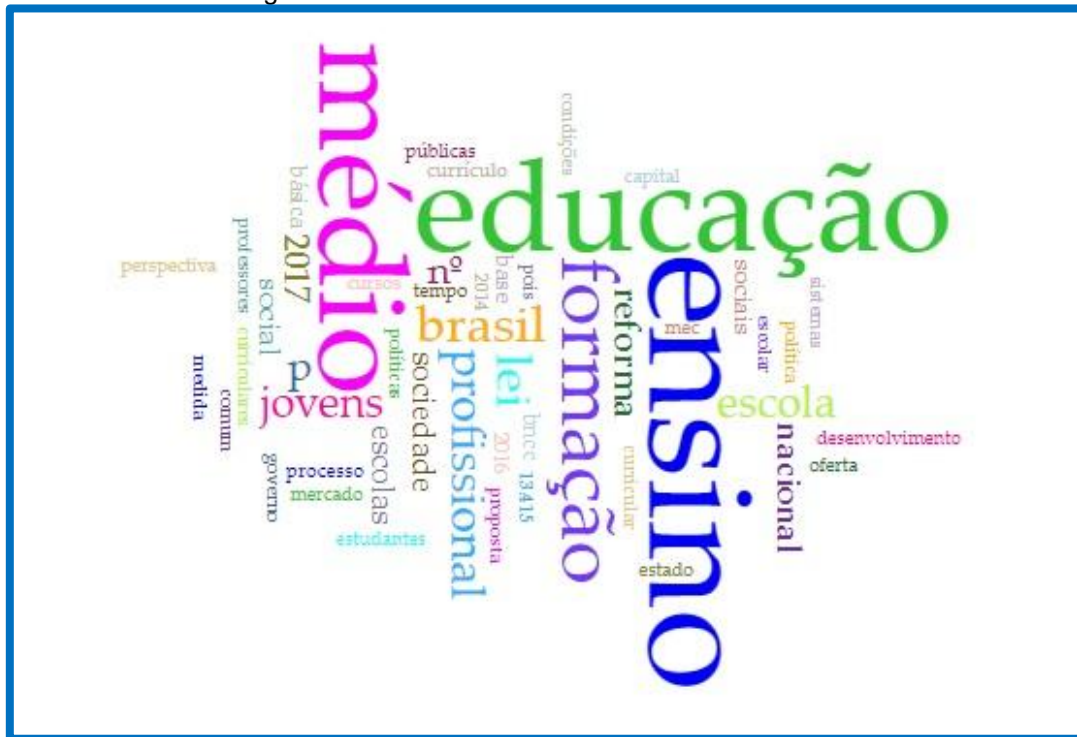 médio
educação
ensino
formação
brasil
profissional
jovens
escola
lei
reforma
nacional
sociedade
escolas
social
sociais
2017
nº
p
públicas
currículo
condições
capital
básica
professores
perspectiva
cursos
tempo
2014
base
pois
mec
escolar
política
sistemas
políticas
curriculares
medida
comum
governo
processo
mercado
estudantes
bncc
2016
13.415
proposta
curricular
estado
desenvolvimento
oferta